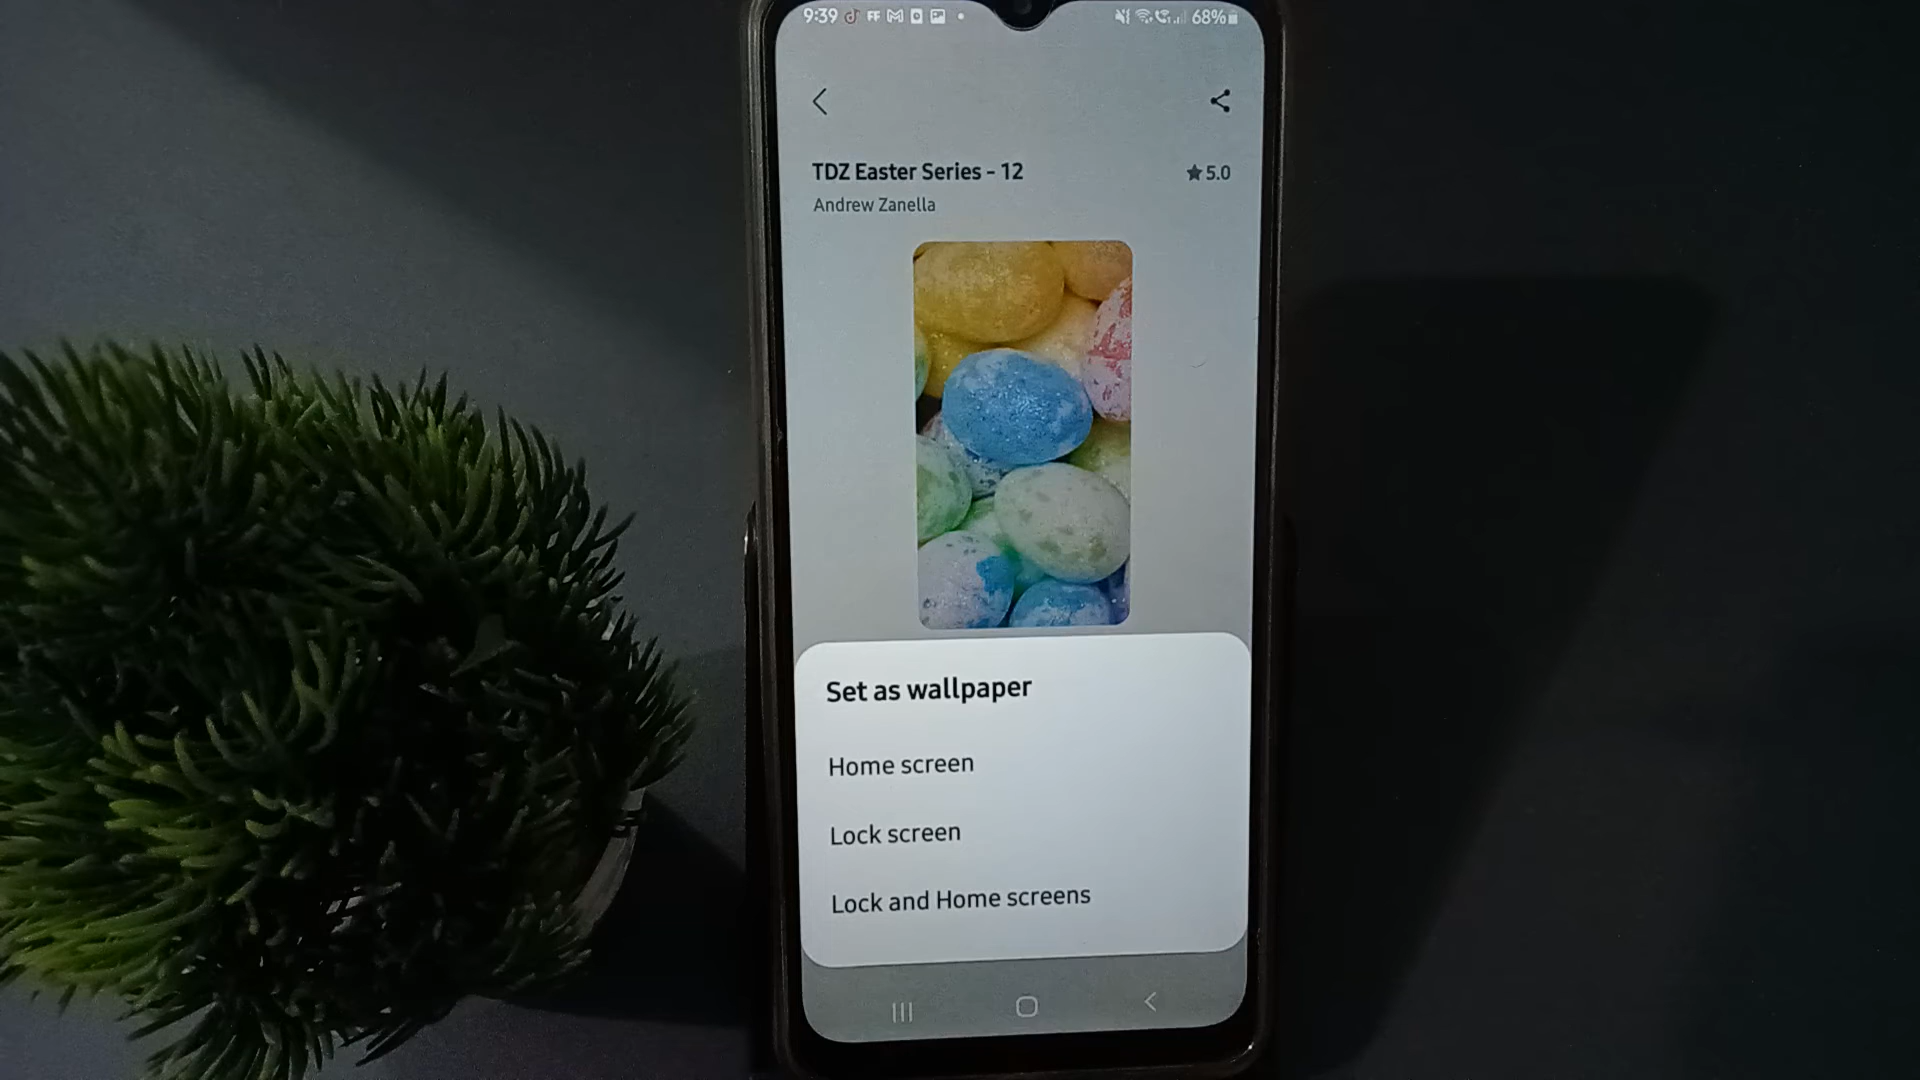 9:39 FF 68%
TDZ Easter Series - 12 ★5.0
Andrew Zanella
Set as wallpaper
Home screen
Lock screen
Lock and Home screens